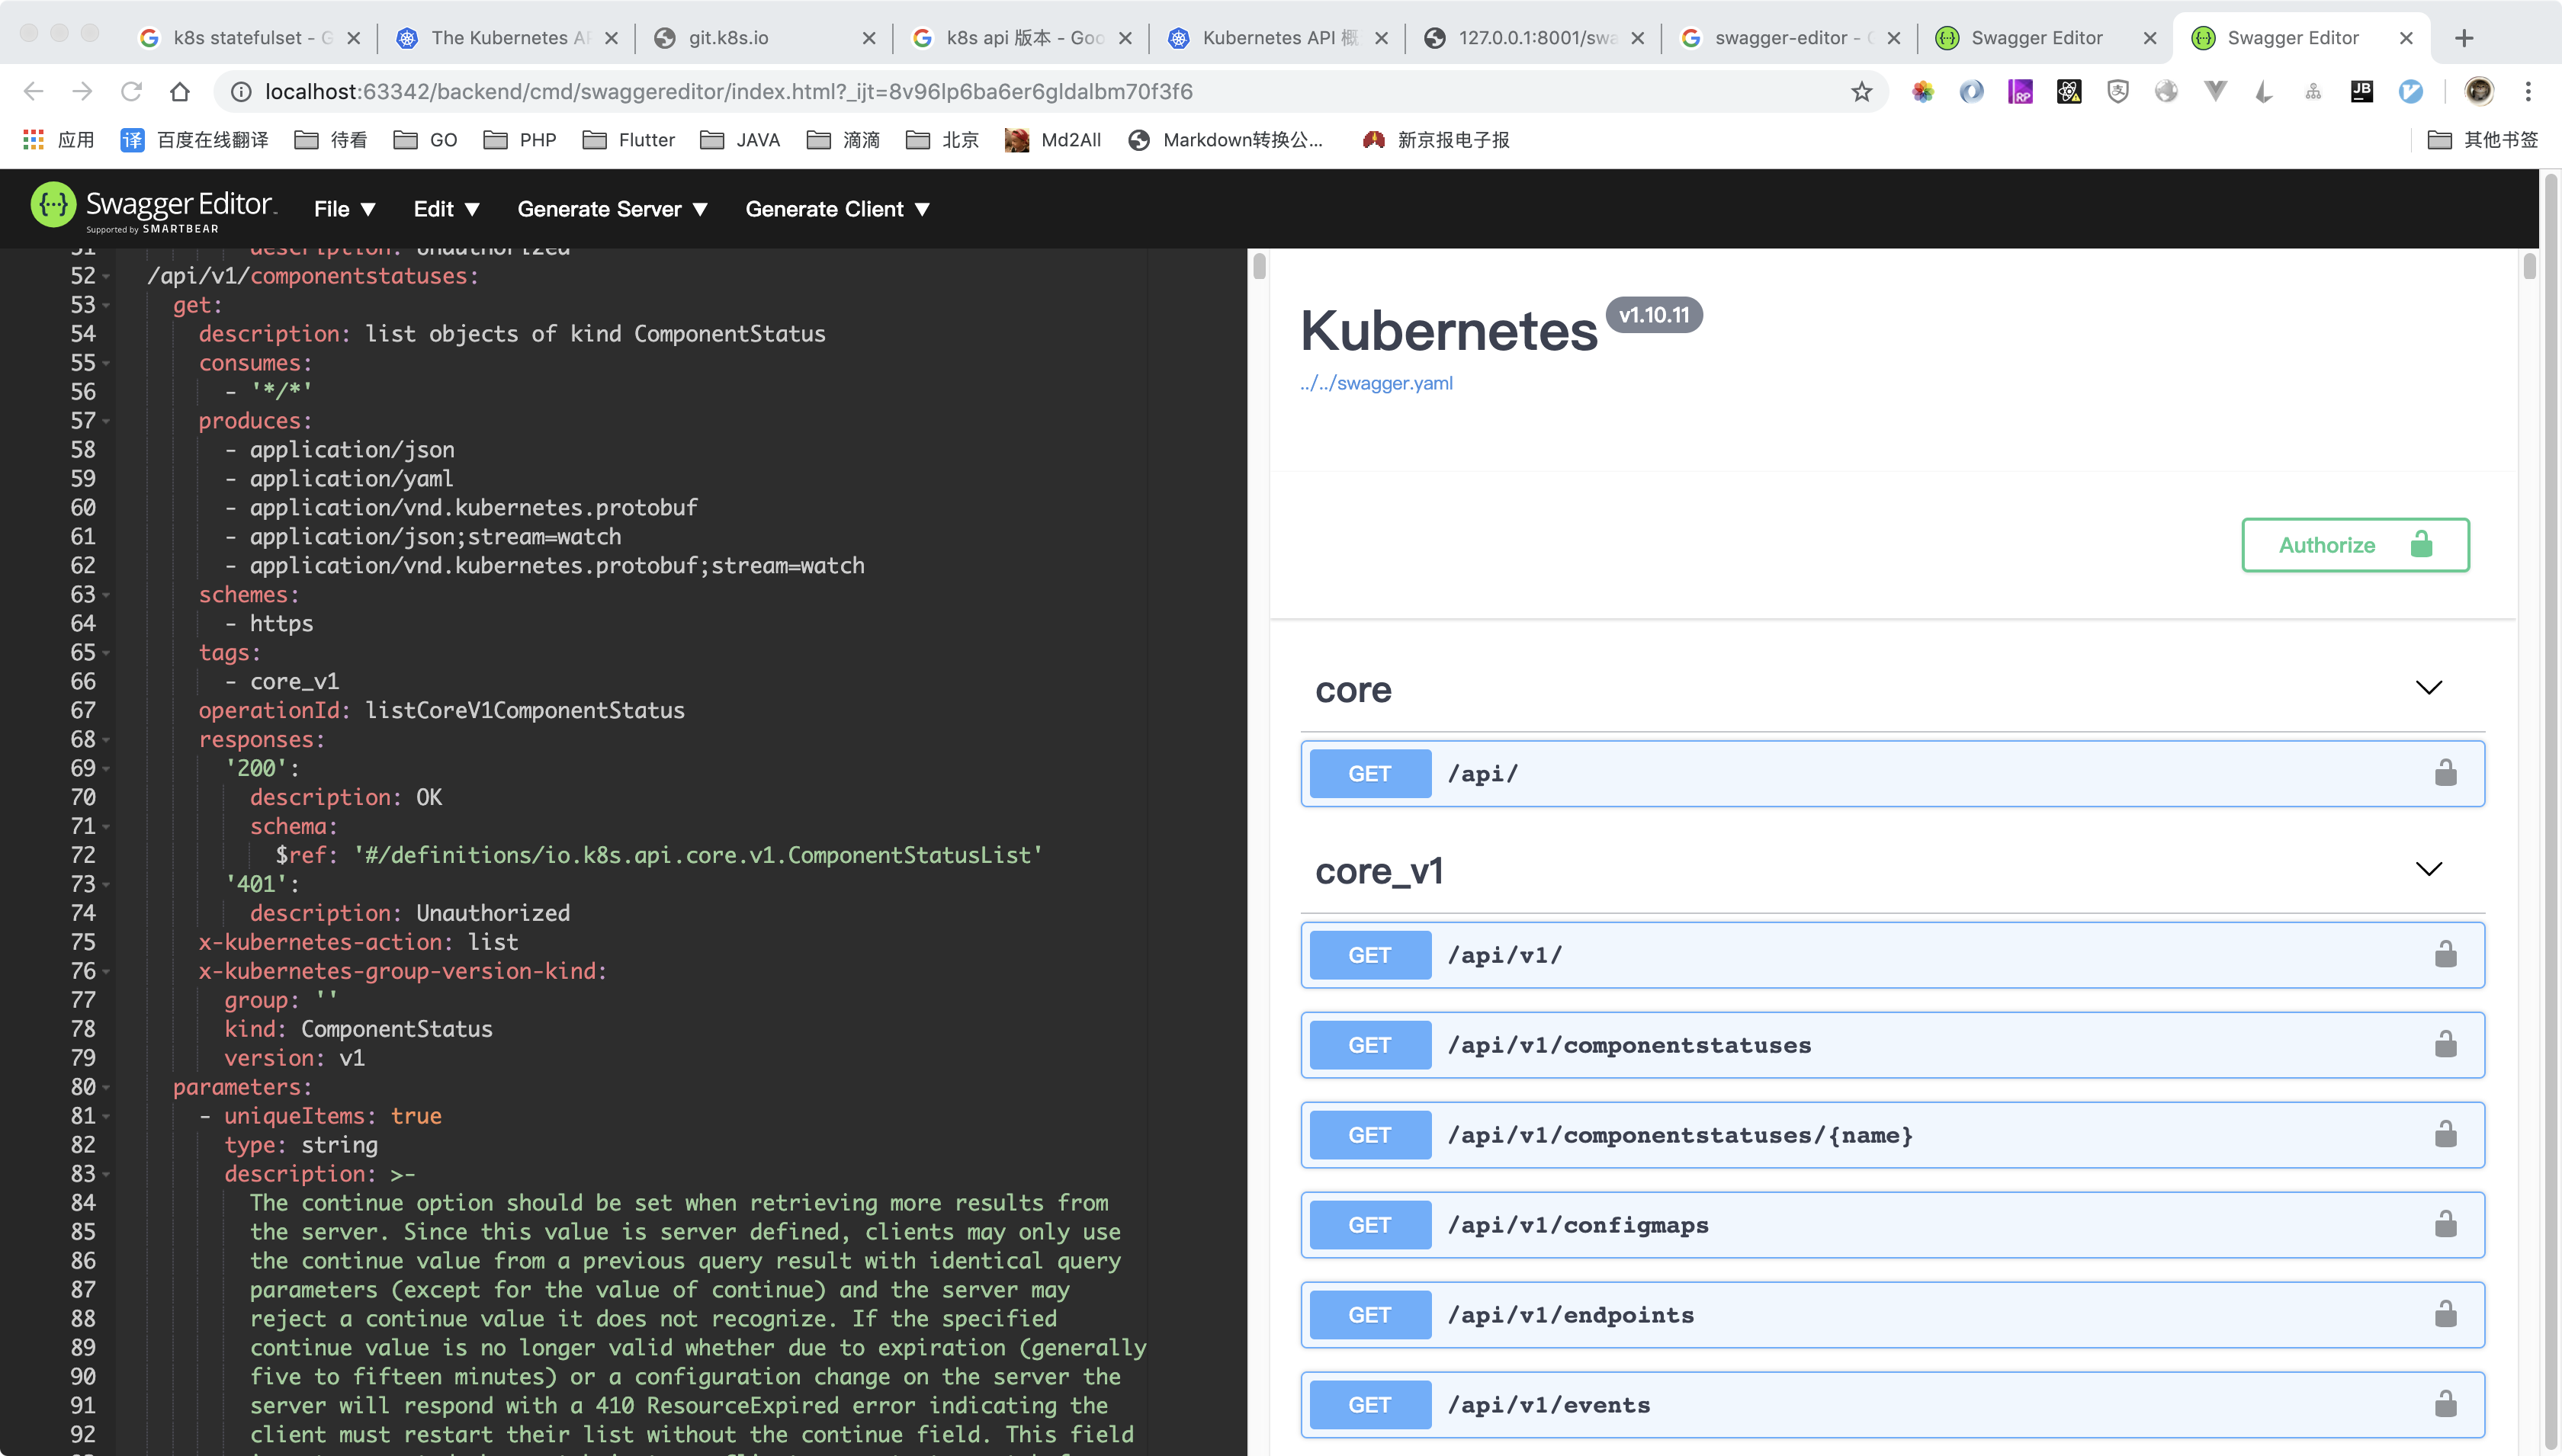 k8s statefulset - G
The Kubernetes AP
git.k8s.io
k8s api 版本 - Goo
Kubernetes API 概
127.0.0.1:8001/swa
swagger-editor - G
Swagger Editor
Swagger Editor
localhost:63342/backend/cmd/swaggereditor/index.html?_ijt=8v96lp6ba6er6gldalbm70f3f6
应用
译 百度在线翻译
待看
GO
PHP
Flutter
JAVA
滴滴
北京
Md2All
Markdown转换公...
新京报电子报
其他书签
Swagger Editor
Supported by SMARTBEAR
File ▼
Edit ▼
Generate Server ▼
Generate Client ▼
51 description: Unauthorized
52 /api/v1/componentstatuses:
53 get:
54 description: list objects of kind ComponentStatus
55 consumes:
56 - '*/*'
57 produces:
58 - application/json
59 - application/yaml
60 - application/vnd.kubernetes.protobuf
61 - application/json;stream=watch
62 - application/vnd.kubernetes.protobuf;stream=watch
63 schemes:
64 - https
65 tags:
66 - core_v1
67 operationId: listCoreV1ComponentStatus
68 responses:
69 '200':
70 description: OK
71 schema:
72 $ref: '#/definitions/io.k8s.api.core.v1.ComponentStatusList'
73 '401':
74 description: Unauthorized
75 x-kubernetes-action: list
76 x-kubernetes-group-version-kind:
77 group: ''
78 kind: ComponentStatus
79 version: v1
80 parameters:
81 - uniqueItems: true
82 type: string
83 description: >-
84 The continue option should be set when retrieving more results from
85 the server. Since this value is server defined, clients may only use
86 the continue value from a previous query result with identical query
87 parameters (except for the value of continue) and the server may
88 reject a continue value it does not recognize. If the specified
89 continue value is no longer valid whether due to expiration (generally
90 five to fifteen minutes) or a configuration change on the server the
91 server will respond with a 410 ResourceExpired error indicating the
92 client must restart their list without the continue field. This field
Kubernetes v1.10.11
../../swagger.yaml
Authorize
core
GET /api/
core_v1
GET /api/v1/
GET /api/v1/componentstatuses
GET /api/v1/componentstatuses/{name}
GET /api/v1/configmaps
GET /api/v1/endpoints
GET /api/v1/events